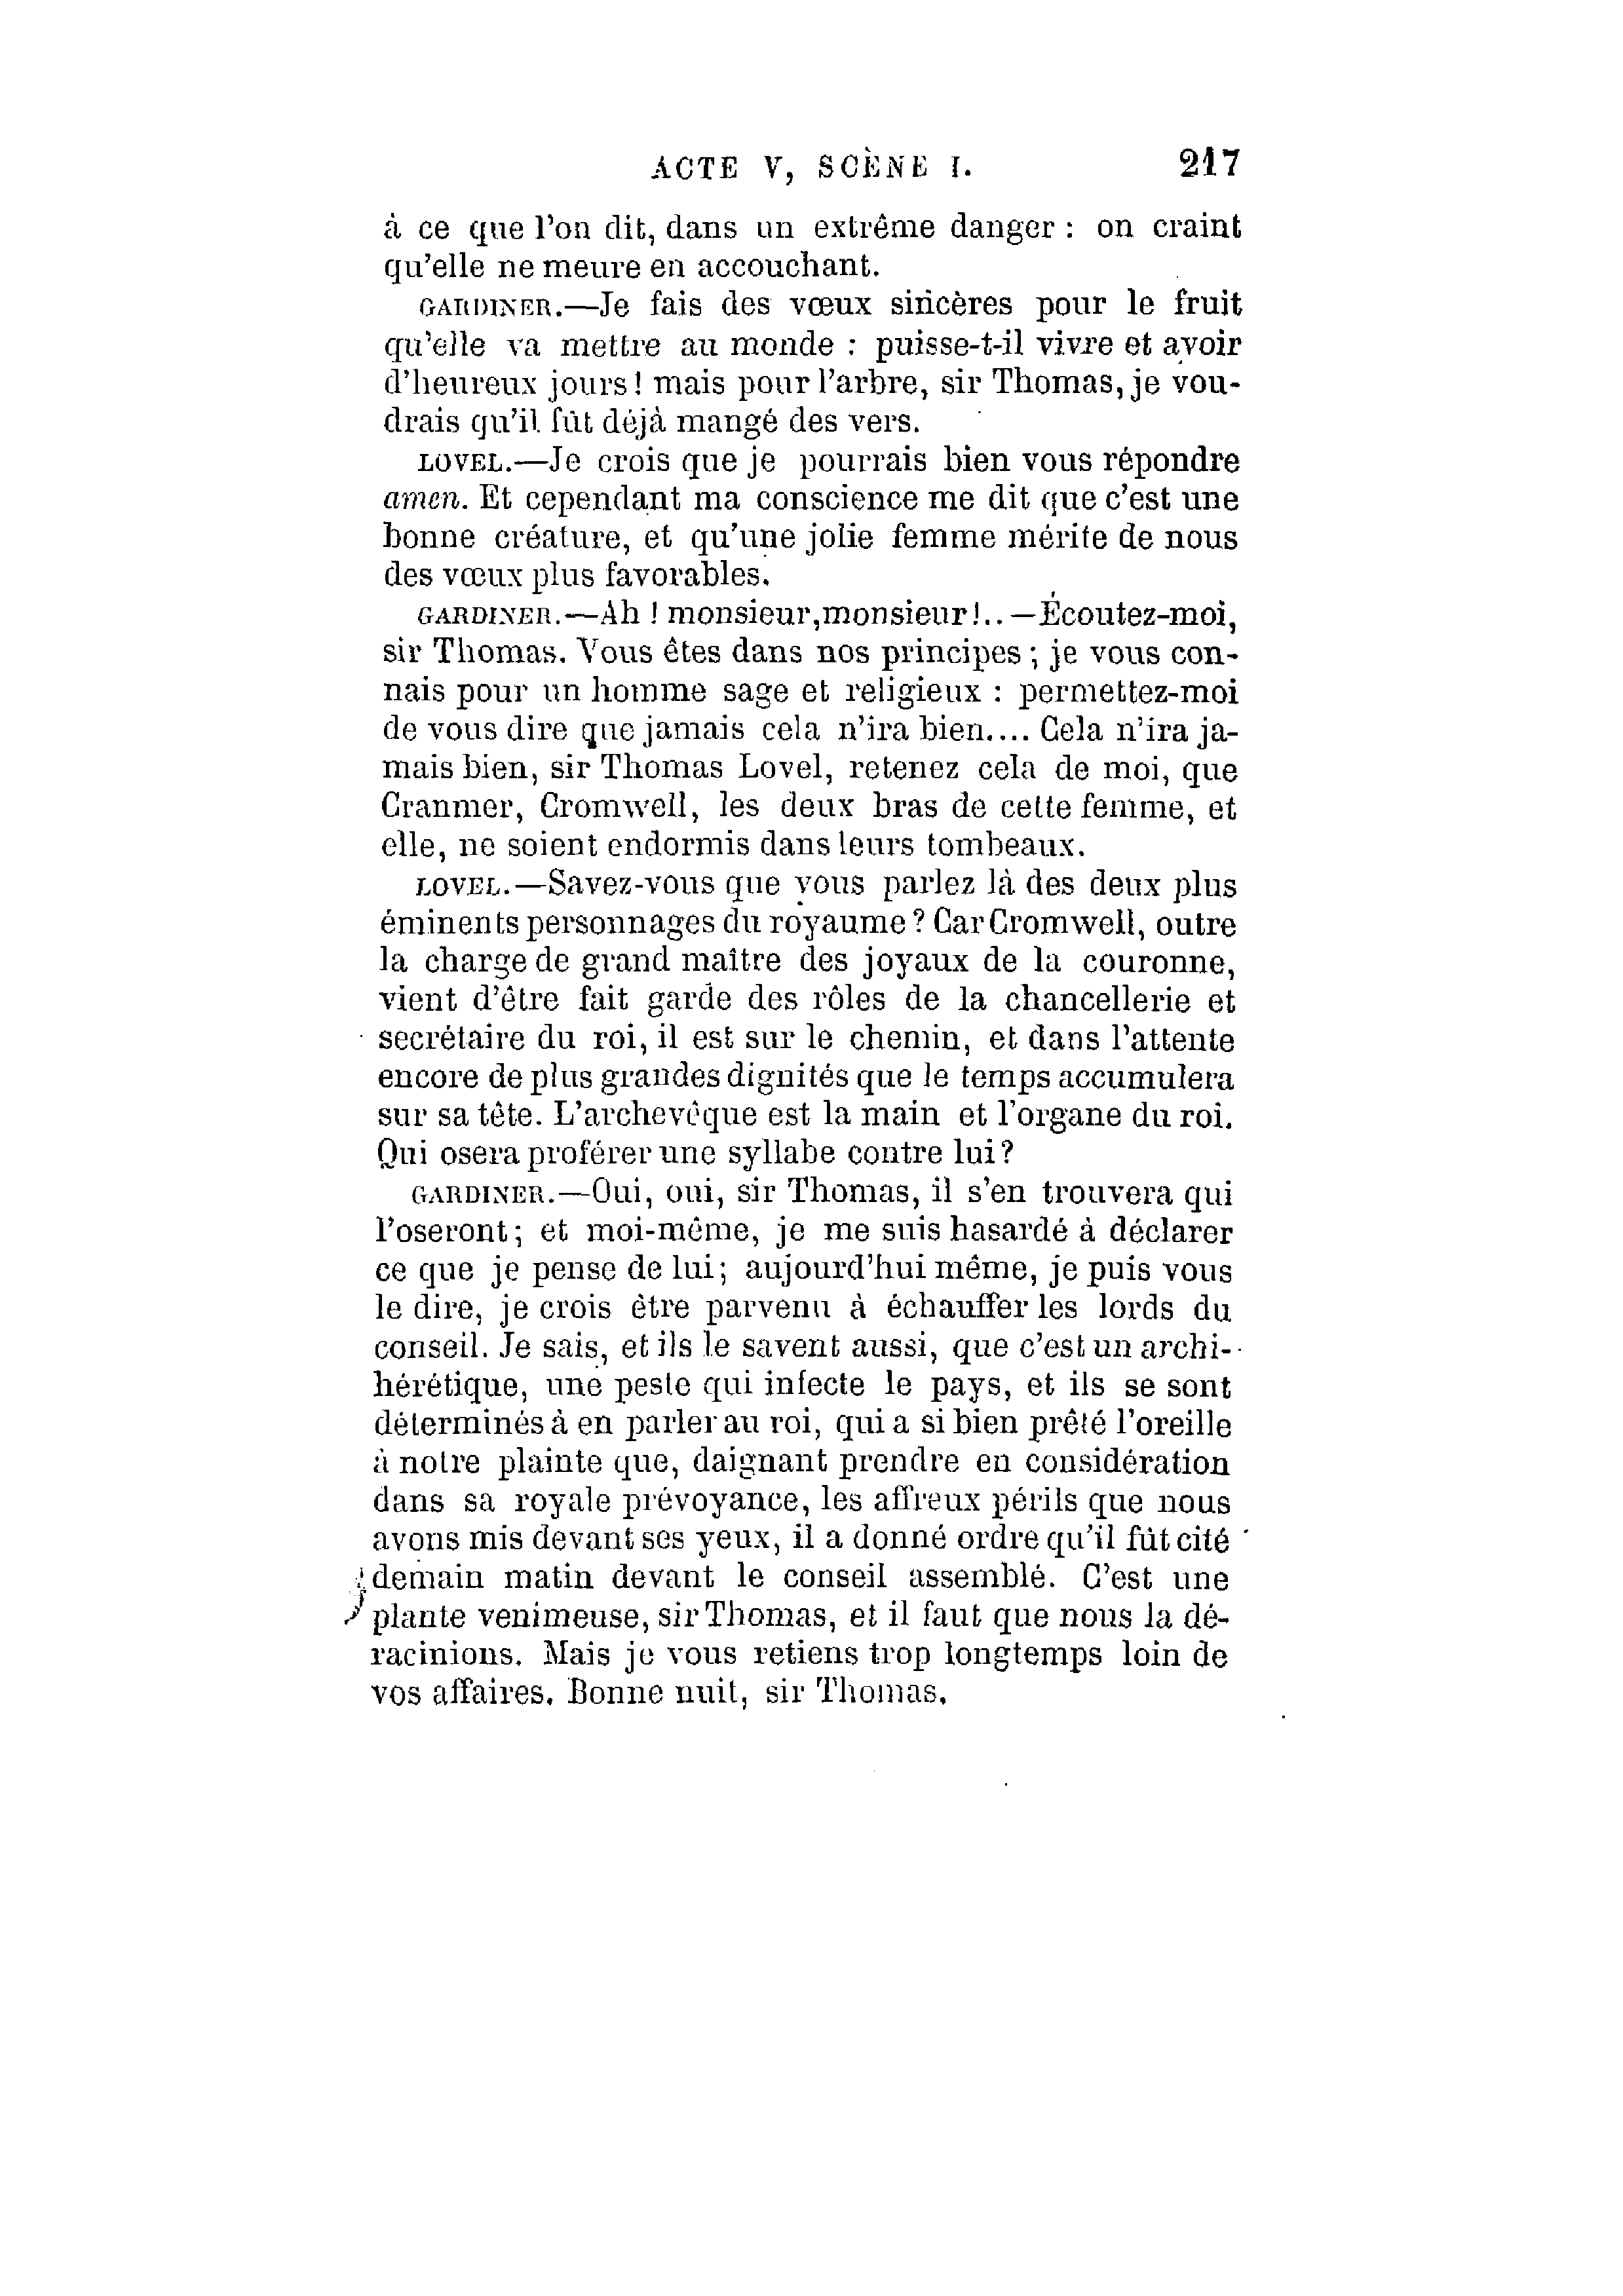 ACTE V, SCÈNE I. 217
à ce que l'on dit, dans un extrême danger : on craint
qu'elle ne meure en accouchant.
GARDINER.—Je fais des vœux sincères pour le fruit
qu'elle va mettre au monde : puisse-t-il vivre et avoir
d'heureux jours ! mais pour l'arbre, sir Thomas, je vou-
drais qu'il fût déjà mangé des vers.
LOVEL.—Je crois que je pourrais bien vous répondre
amen. Et cependant ma conscience me dit que c'est une
bonne créature, et qu'une jolie femme mérite de nous
des vœux plus favorables.
GARDINER.—Ah ! monsieur, monsieur !.. —Écoutez-moi,
sir Thomas. Vous êtes dans nos principes ; je vous con-
nais pour un homme sage et religieux : permettez-moi
de vous dire que jamais cela n'ira bien.... Cela n'ira ja-
mais bien, sir Thomas Lovel, retenez cela de moi, que
Cranmer, Cromwell, les deux bras de cette femme, et
elle, ne soient endormis dans leurs tombeaux.
LOVEL.—Savez-vous que vous parlez là des deux plus
éminents personnages du royaume ? Car Cromwell, outre
la charge de grand maître des joyaux de la couronne,
vient d'être fait garde des rôles de la chancellerie et
secrétaire du roi, il est sur le chemin, et dans l'attente
encore de plus grandes dignités que le temps accumulera
sur sa tête. L'archevêque est la main et l'organe du roi.
Qui osera proférer une syllabe contre lui ?
GARDINER.—Oui, oui, sir Thomas, il s'en trouvera qui
l'oseront ; et moi-même, je me suis hasardé à déclarer
ce que je pense de lui ; aujourd'hui même, je puis vous
le dire, je crois être parvenu à échauffer les lords du
conseil. Je sais, et ils le savent aussi, que c'est un archi-
hérétique, une peste qui infecte le pays, et ils se sont
déterminés à en parler au roi, qui a si bien prêté l'oreille
à notre plainte que, daignant prendre en considération
dans sa royale prévoyance, les affreux périls que nous
avons mis devant ses yeux, il a donné ordre qu'il fût cité
demain matin devant le conseil assemblé. C'est une
plante venimeuse, sir Thomas, et il faut que nous la dé-
racinions. Mais je vous retiens trop longtemps loin de
vos affaires. Bonne nuit, sir Thomas.